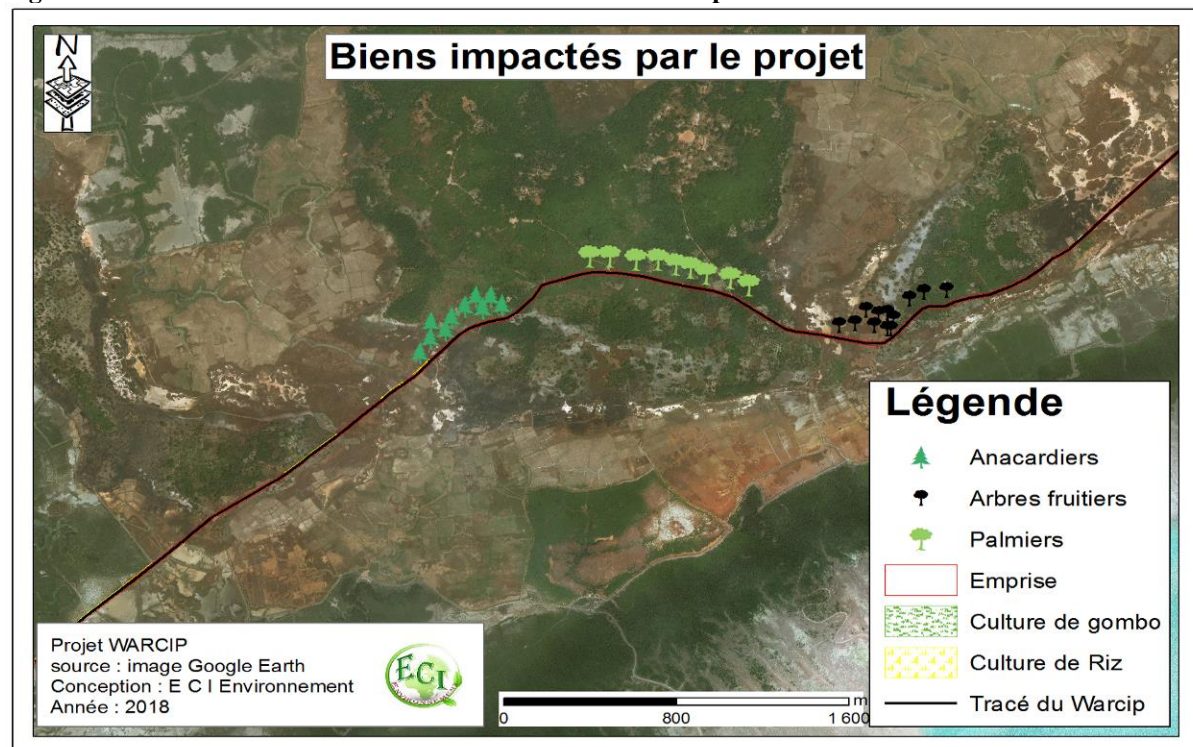 N
Biens impactés par le projet
Légende
Anacardiers
Arbres fruitiers
Palmiers
Emprise
Culture de gombo
Culture de Riz
Tracé du Warcip
Projet WARCIP
source : image Google Earth
Conception : E C I Environnement
Année : 2018
ECI
m
0 800 1 600